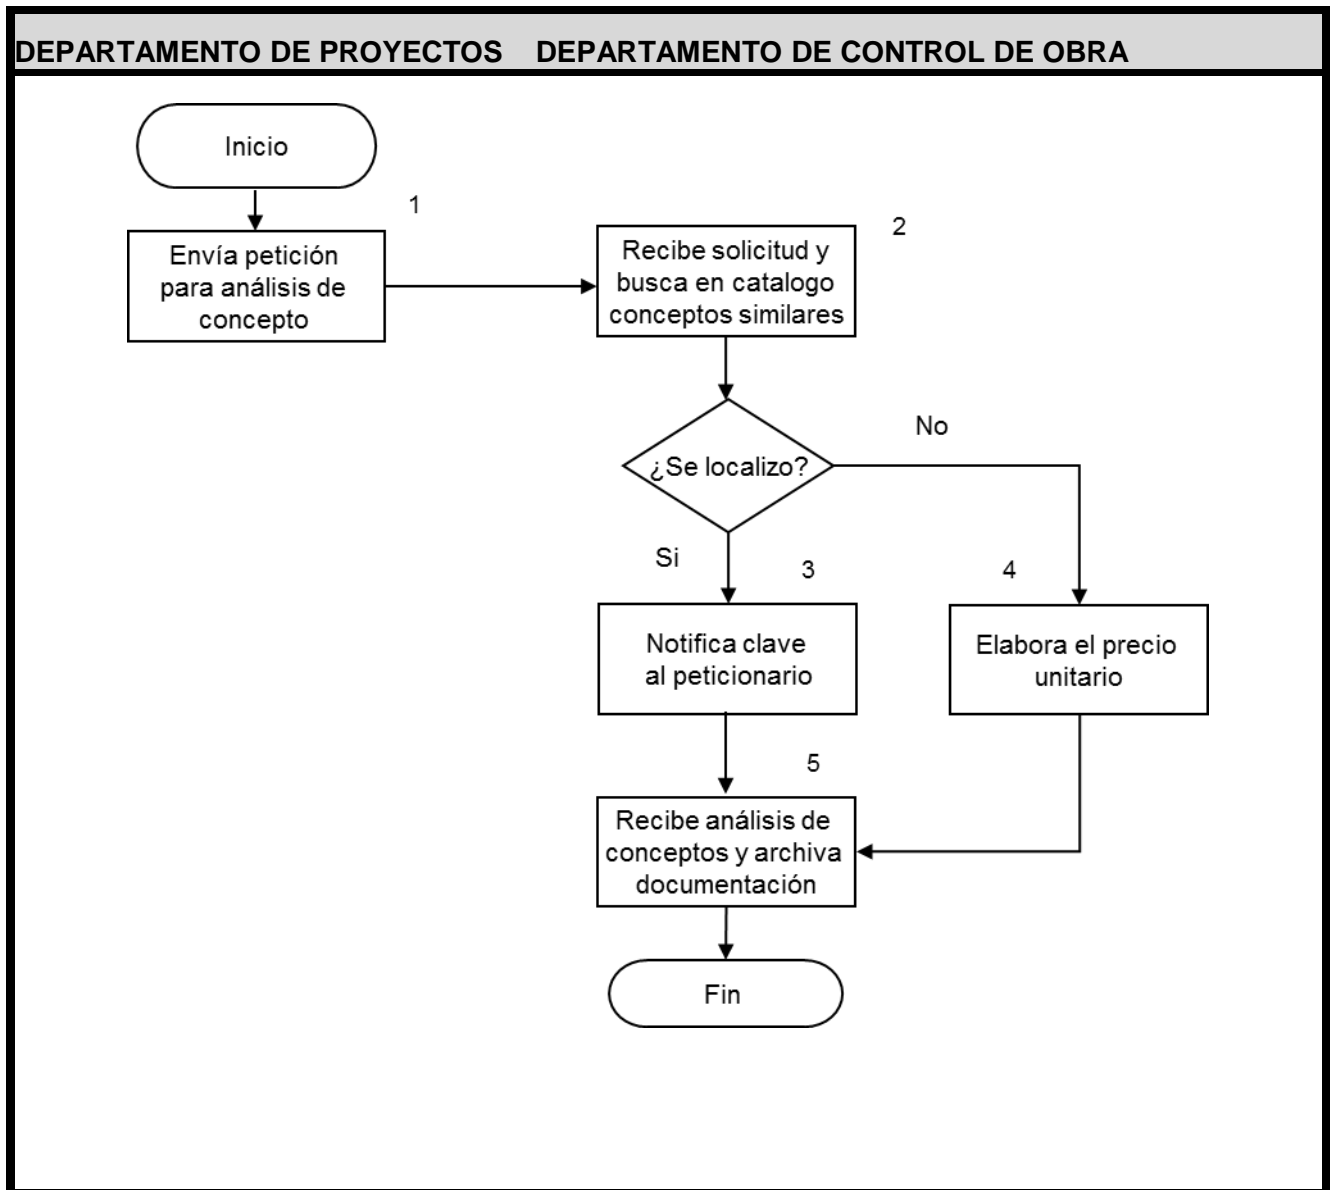 DEPARTAMENTO DE PROYECTOS DEPARTAMENTO DE CONTROL DE OBRA
Inicio
1
Envía petición
para análisis de
concepto
2
Recibe solicitud y
busca en catalogo
conceptos similares
¿Se localizo?
No
Si
3
Notifica clave
al peticionario
4
Elabora el precio
unitario
5
Recibe análisis de
conceptos y archiva
documentación
Fin